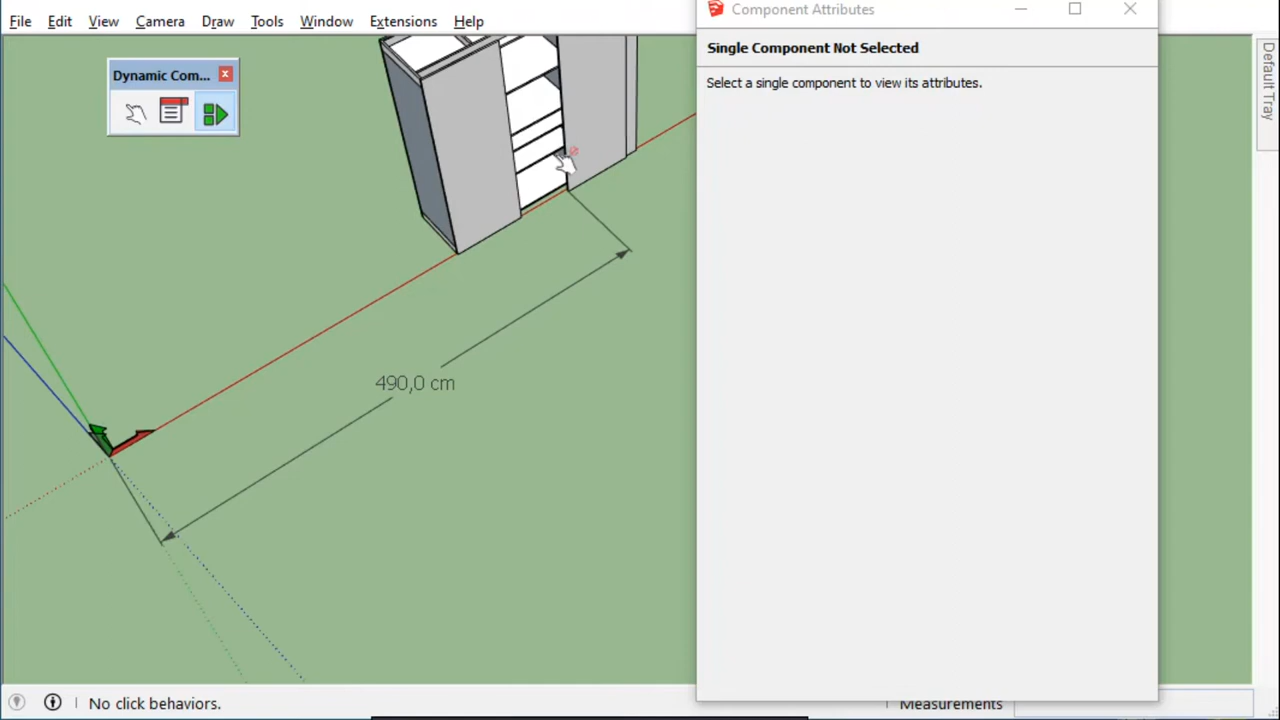 File Edit View Camera Draw Tools Window Extensions Help
Component Attributes
Single Component Not Selected
Select a single component to view its attributes.
Dynamic Com...
Default Tray
490,0 cm
No click behaviors.
Measurements